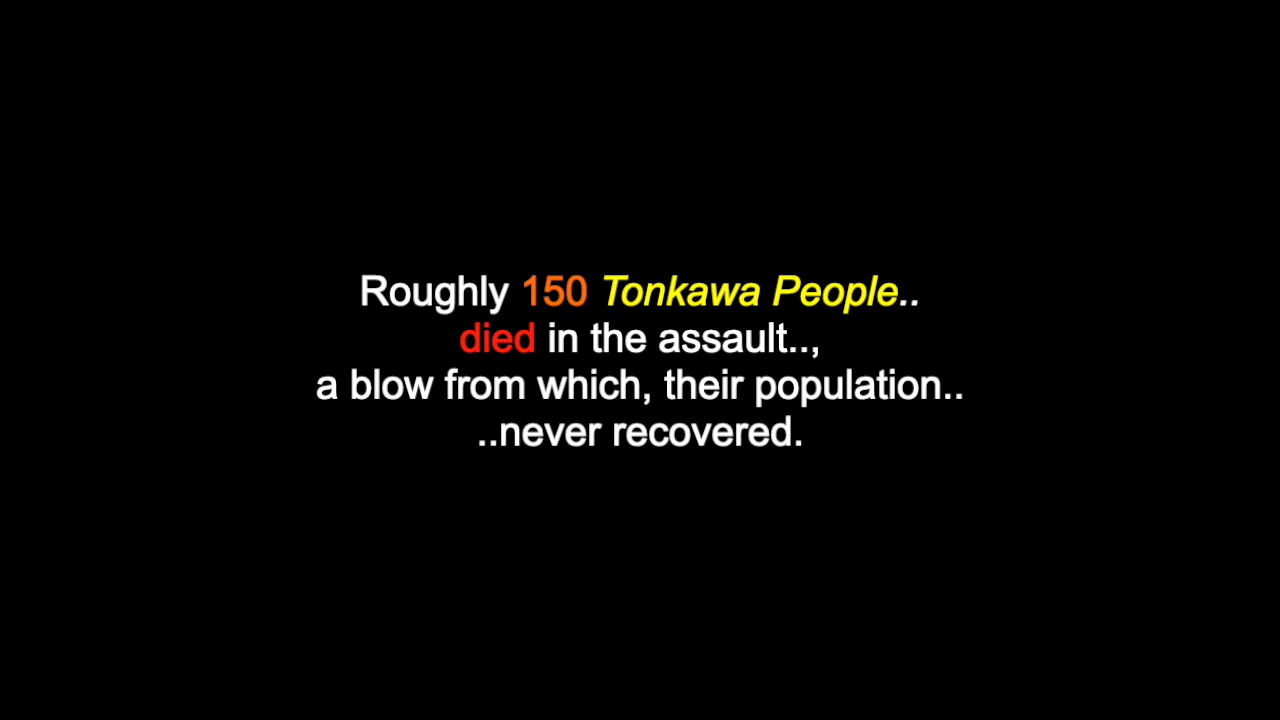 Roughly 150 Tonkawa People..
died in the assault..,
a blow from which, their population..
..never recovered.